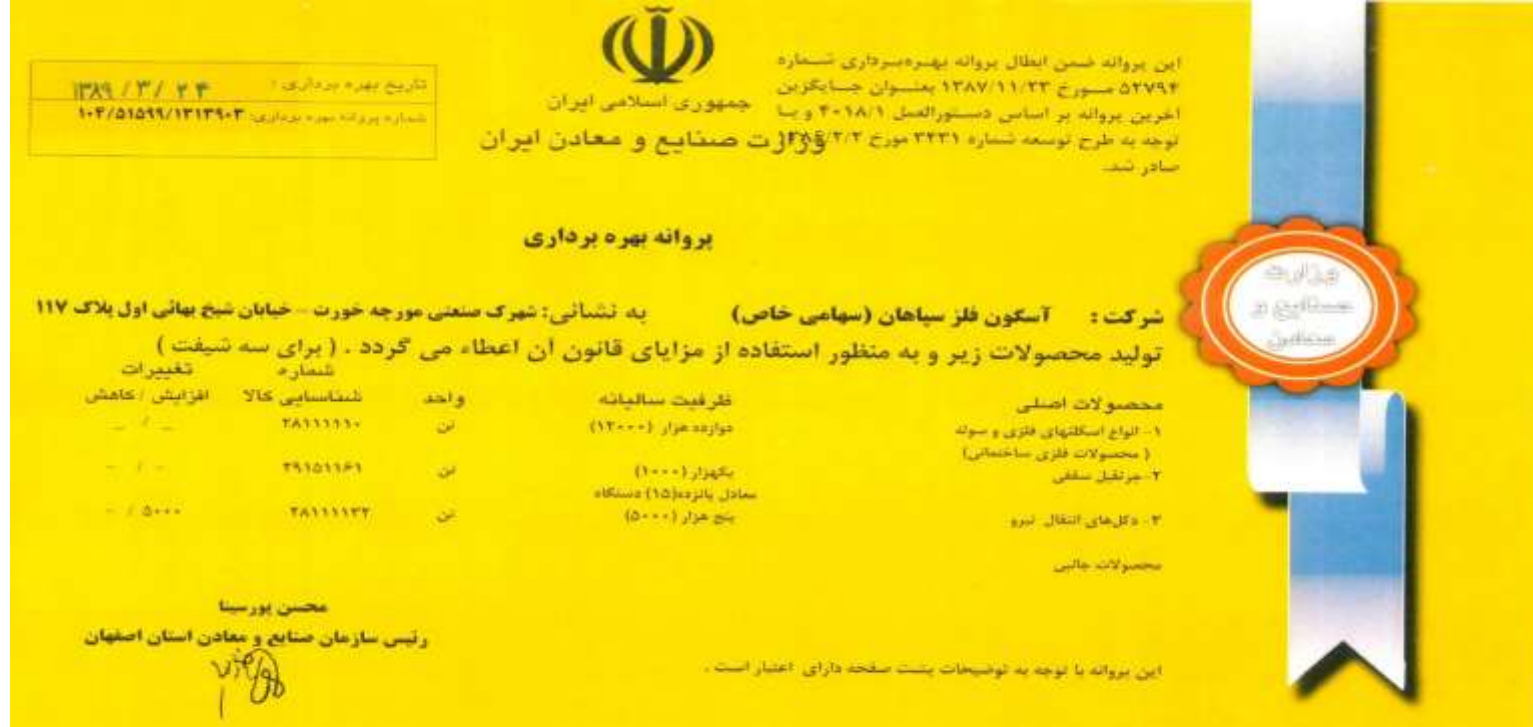 این پروانه ضمن ابطال پروانه بهره‌برداری شماره
۵۲۷۹۴ مورخ ۱۳۸۷/۱۱/۲۳ بعنوان جایگزین
آخرین پروانه بر اساس دستورالعمل ۴۰۱۸/۱ و با
توجه به طرح توسعه شماره ۳۲۳۱ مورخ
صادر شد.
جمهوری اسلامی ایران
وزارت صنایع و معادن ایران
تاریخ بهره برداری : ۱۳۸۹ / ۳ / ۲۴
شماره پروانه بهره برداری: ۱۰۴/۵۱۵۹۹/۱۳۱۳۹۰۳
پروانه بهره برداری
شرکت : آسگون فلز سپاهان (سهامی خاص) به نشانی: شهرک صنعتی مورچه خورت - خیابان شیخ بهائی اول پلاک ۱۱۷
تولید محصولات زیر و به منظور استفاده از مزایای قانون آن اعطاء می گردد . ( برای سه شیفت )
محصولات اصلی ظرفیت سالیانه واحد شماره شناسایی کالا تغییرات افزایش / کاهش
۱- انواع اسکلتهای فلزی و سوله دوازده هزار (۱۲۰۰۰) تن ۲۸۱۱۱۱۱۰ - / -
( محصولات فلزی ساختمانی)
۲-جرثقیل سقفی یکهزار (۱۰۰۰) تن ۲۹۱۵۱۱۶۱ - / -
معادل پانزده(۱۵) دستگاه
۳- دکل‌های انتقال نیرو پنج هزار (۵۰۰۰) تن ۲۸۱۱۱۱۳۲ - / ۵۰۰۰
محصولات جانبی
محسن پورسینا
رئیس سازمان صنایع و معادن استان اصفهان
این پروانه با توجه به توضیحات پشت صفحه دارای اعتبار است .
وزارت
صنایع و
معادن